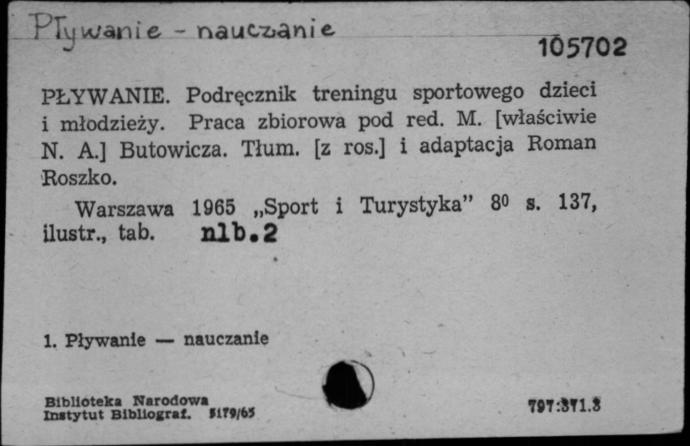 Pływanie - nauczanie
105702
PŁYWANIE. Podręcznik treningu sportowego dzieci
i młodzieży. Praca zbiorowa pod red. M. [właściwie
N. A.] Butowicza. Tłum. [z ros.] i adaptacja Roman
Roszko.
Warszawa 1965 „Sport i Turystyka” 8⁰ s. 137,
ilustr., tab. nlb.2
1. Pływanie — nauczanie
Biblioteka Narodowa
Instytut Bibliograf. 5179/65
797:371.3